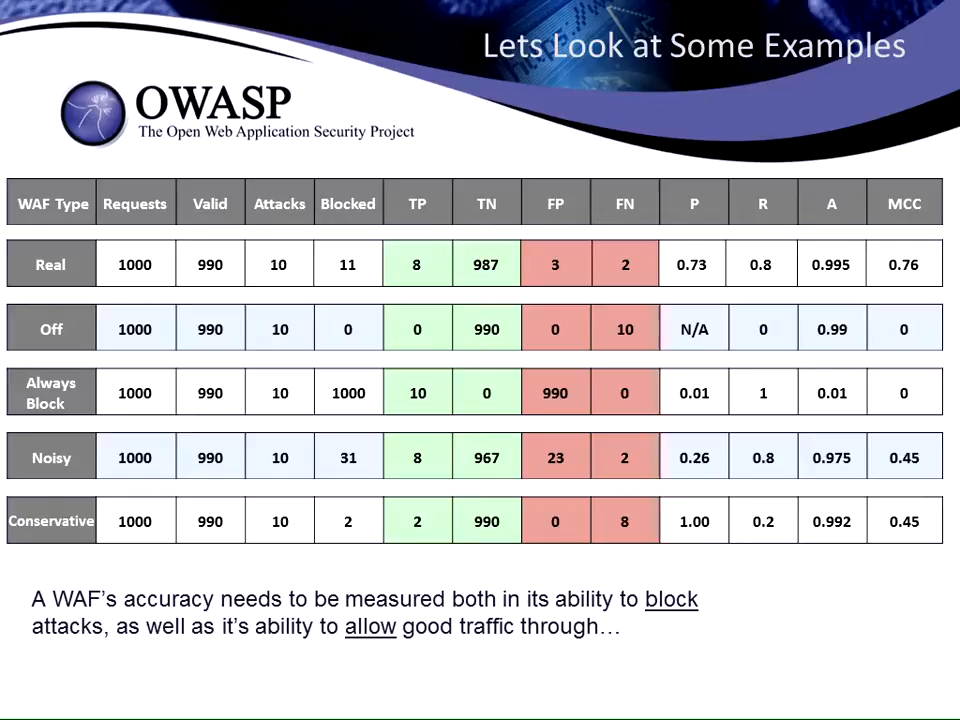 Lets Look at Some Examples
OWASP
The Open Web Application Security Project
WAF Type Requests Valid Attacks Blocked TP TN FP FN P R A MCC
Real 1000 990 10 11 8 987 3 2 0.73 0.8 0.995 0.76
Off 1000 990 10 0 0 990 0 10 N/A 0 0.99 0
Always Block 1000 990 10 1000 10 0 990 0 0.01 1 0.01 0
Noisy 1000 990 10 31 8 967 23 2 0.26 0.8 0.975 0.45
Conservative 1000 990 10 2 2 990 0 8 1.00 0.2 0.992 0.45
A WAF's accuracy needs to be measured both in its ability to block
attacks, as well as it's ability to allow good traffic through…